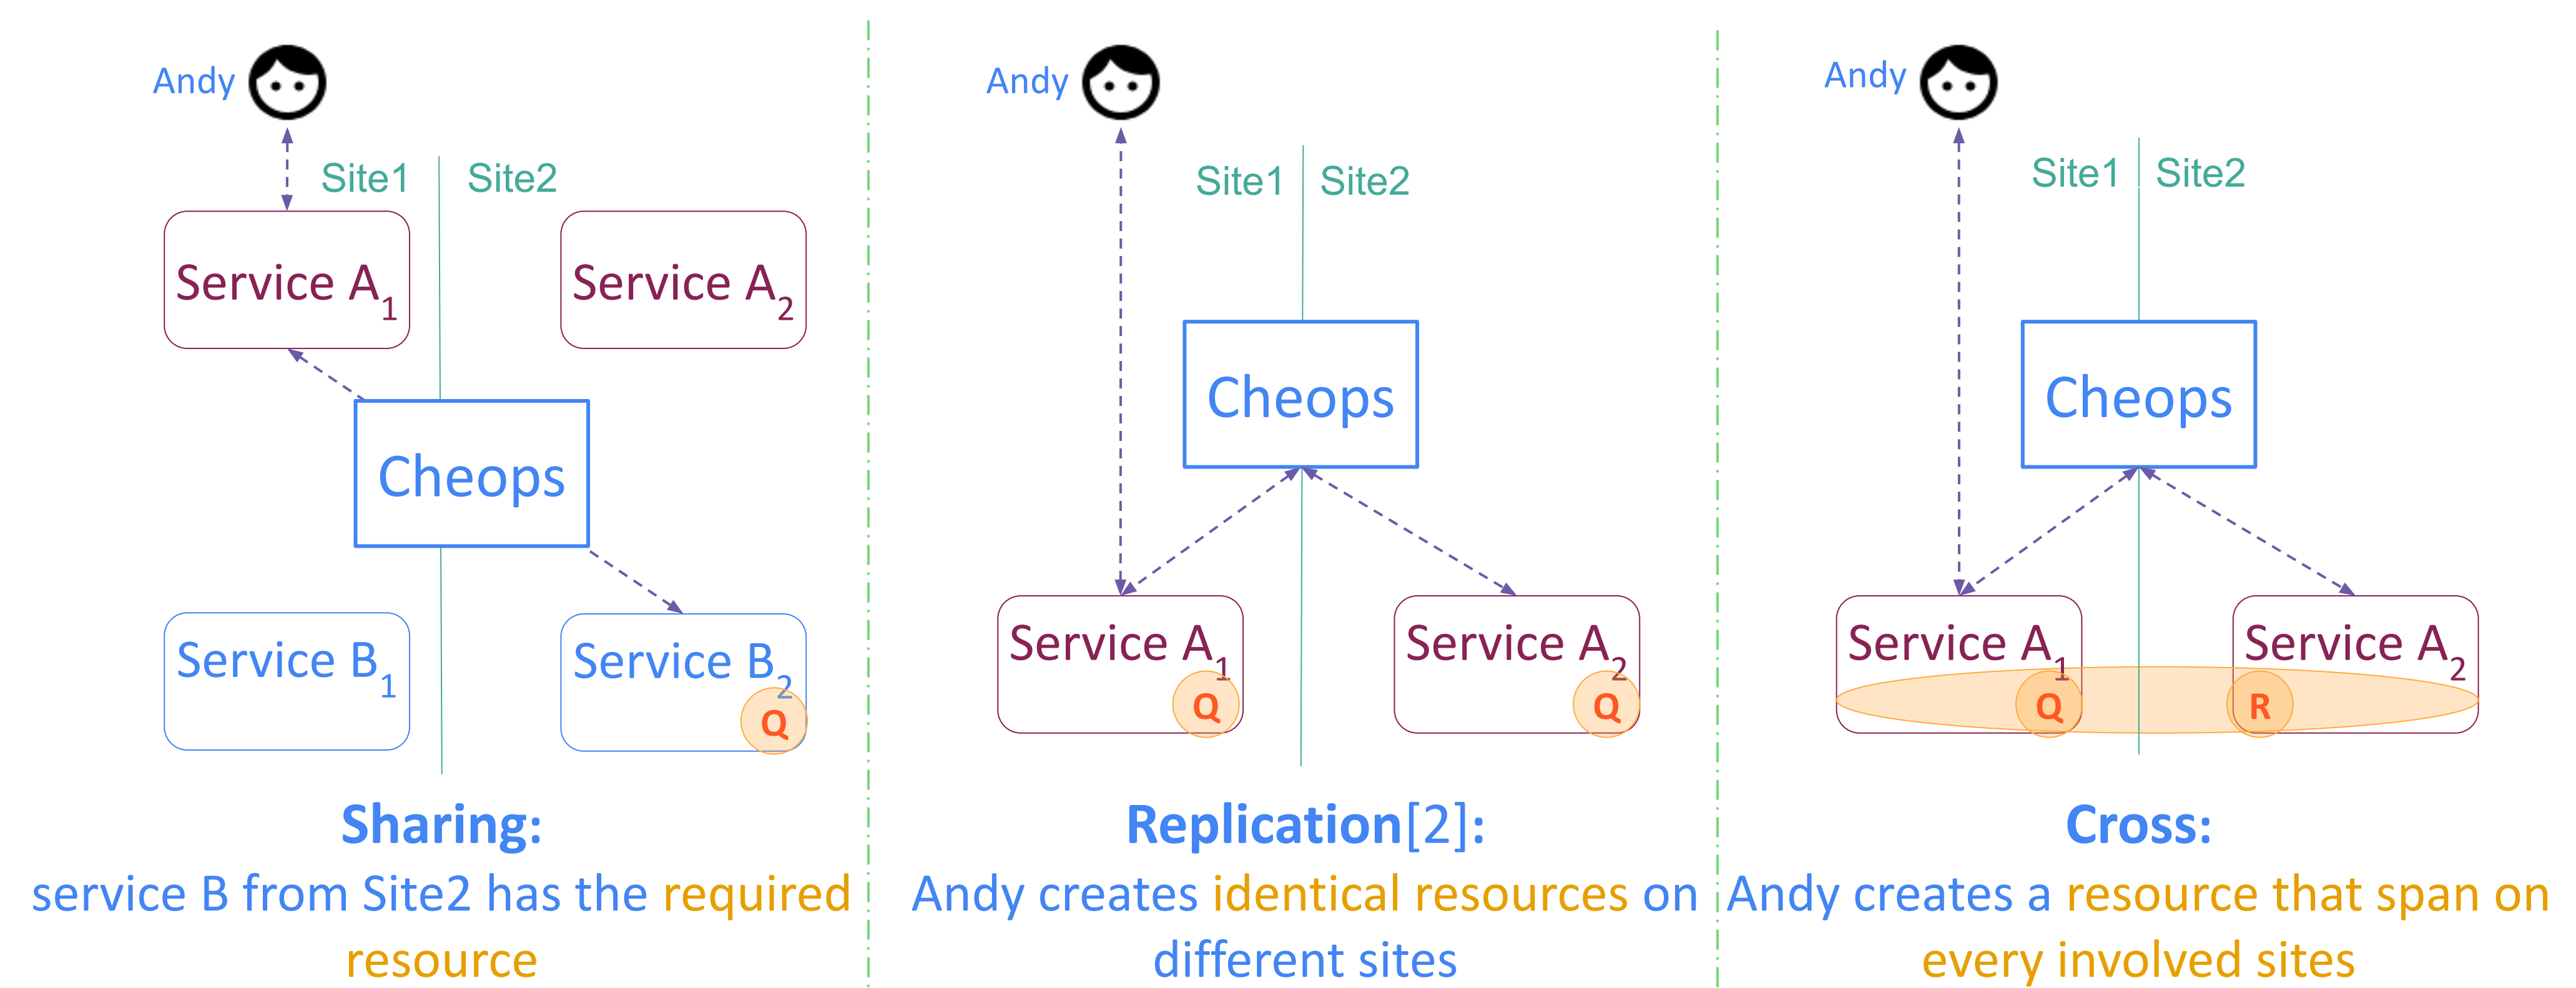 Andy
Site1
Site2
Service A1
Service A2
Cheops
Service B1
Service B2
Q
Sharing:
service B from Site2 has the required
resource
Andy
Site1
Site2
Cheops
Service A1
Q
Service A2
Q
Replication[2]:
Andy creates identical resources on
different sites
Andy
Site1
Site2
Cheops
Service A1
Q
Service A2
R
Cross:
Andy creates a resource that span on
every involved sites